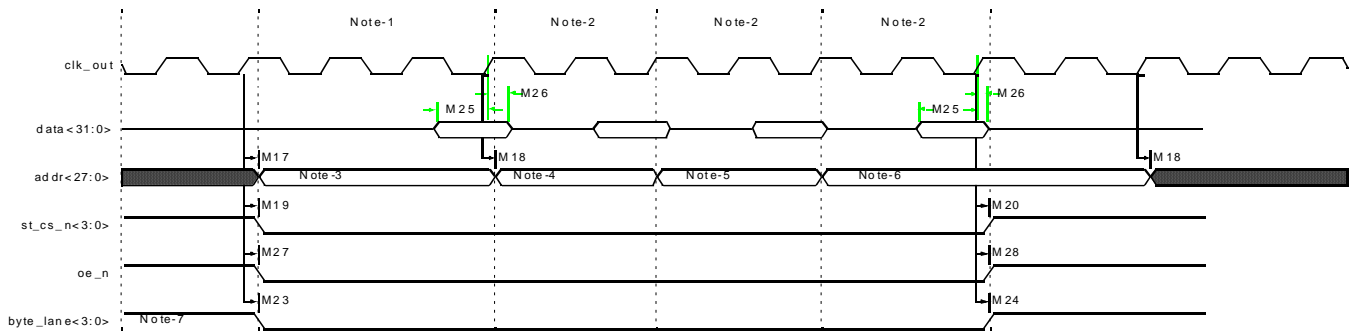 Note-1 Note-2 Note-2 Note-2
clk_out
M25 M26 M25 M26
data<31:0>
M17 M18 M18
addr<27:0> Note-3 Note-4 Note-5 Note-6
M19 M20
st_cs_n<3:0>
M27 M28
oe_n
M23 M24
byte_lane<3:0> Note-7